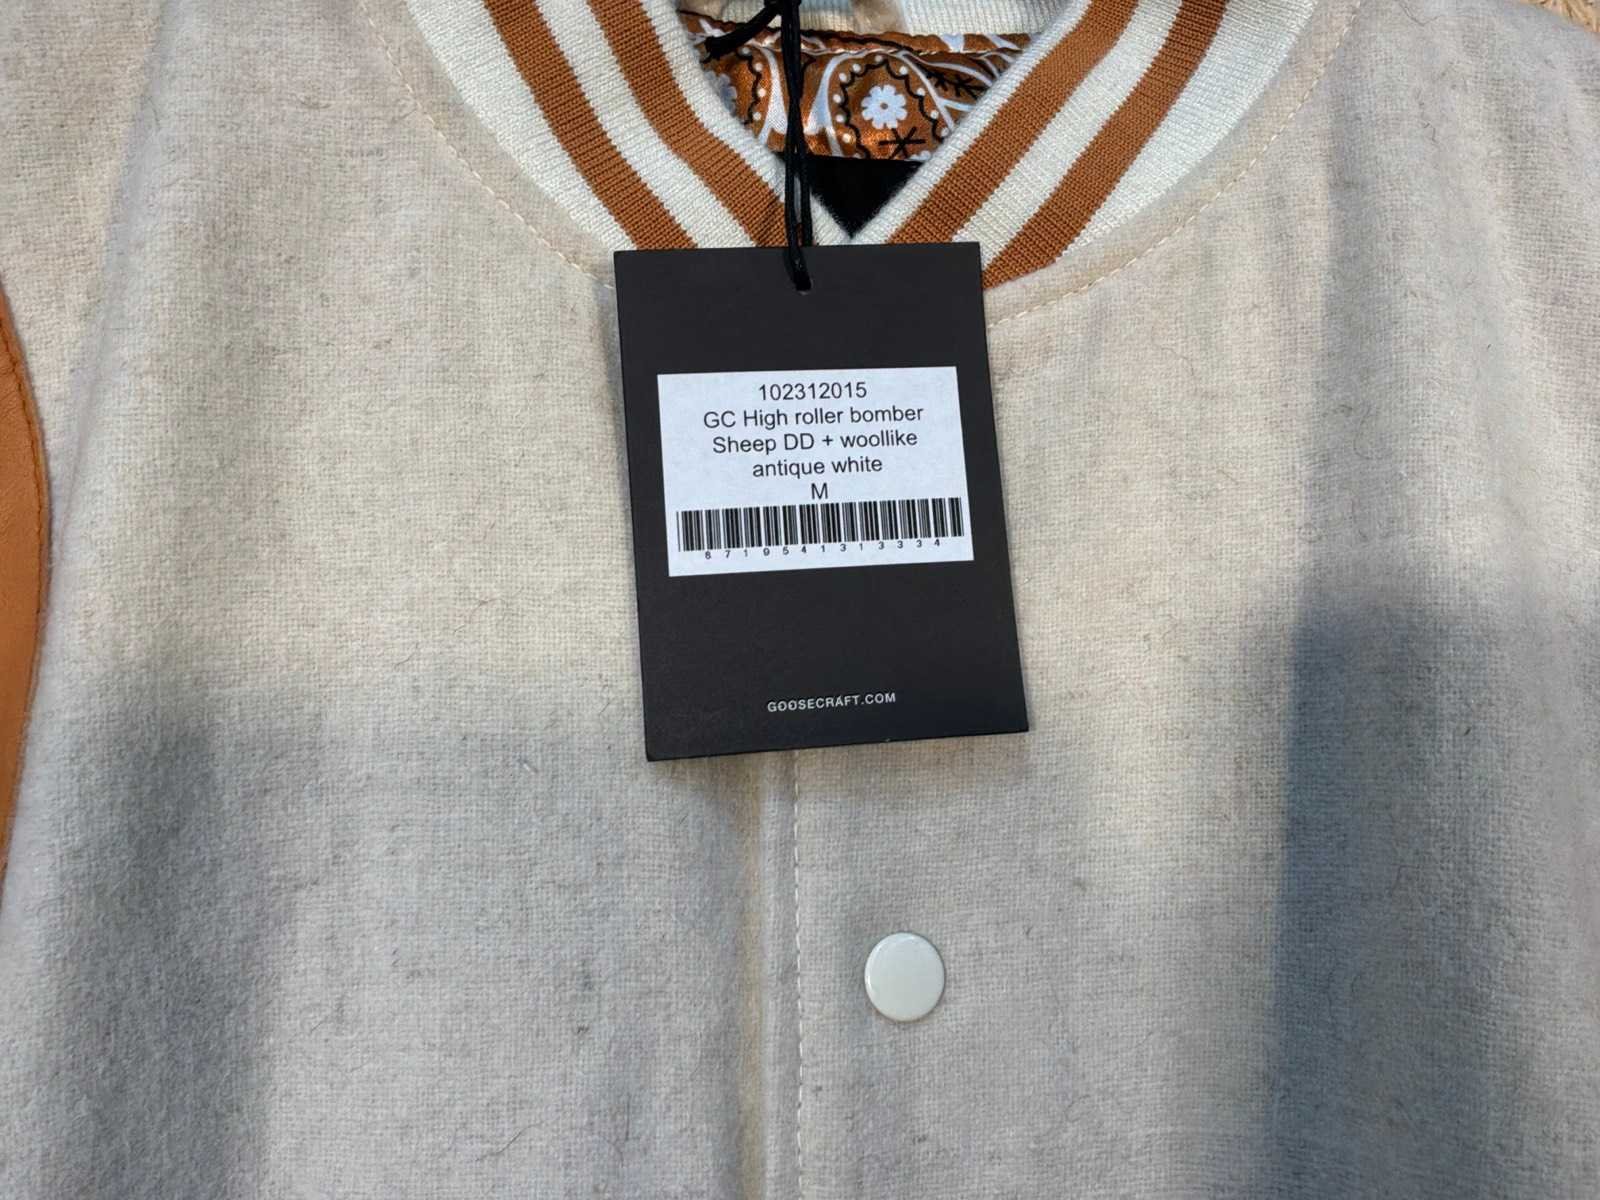 102312015
GC High roller bomber
Sheep DD + woollike
antique white
M
8719541313334
GOOSECRAFT.COM